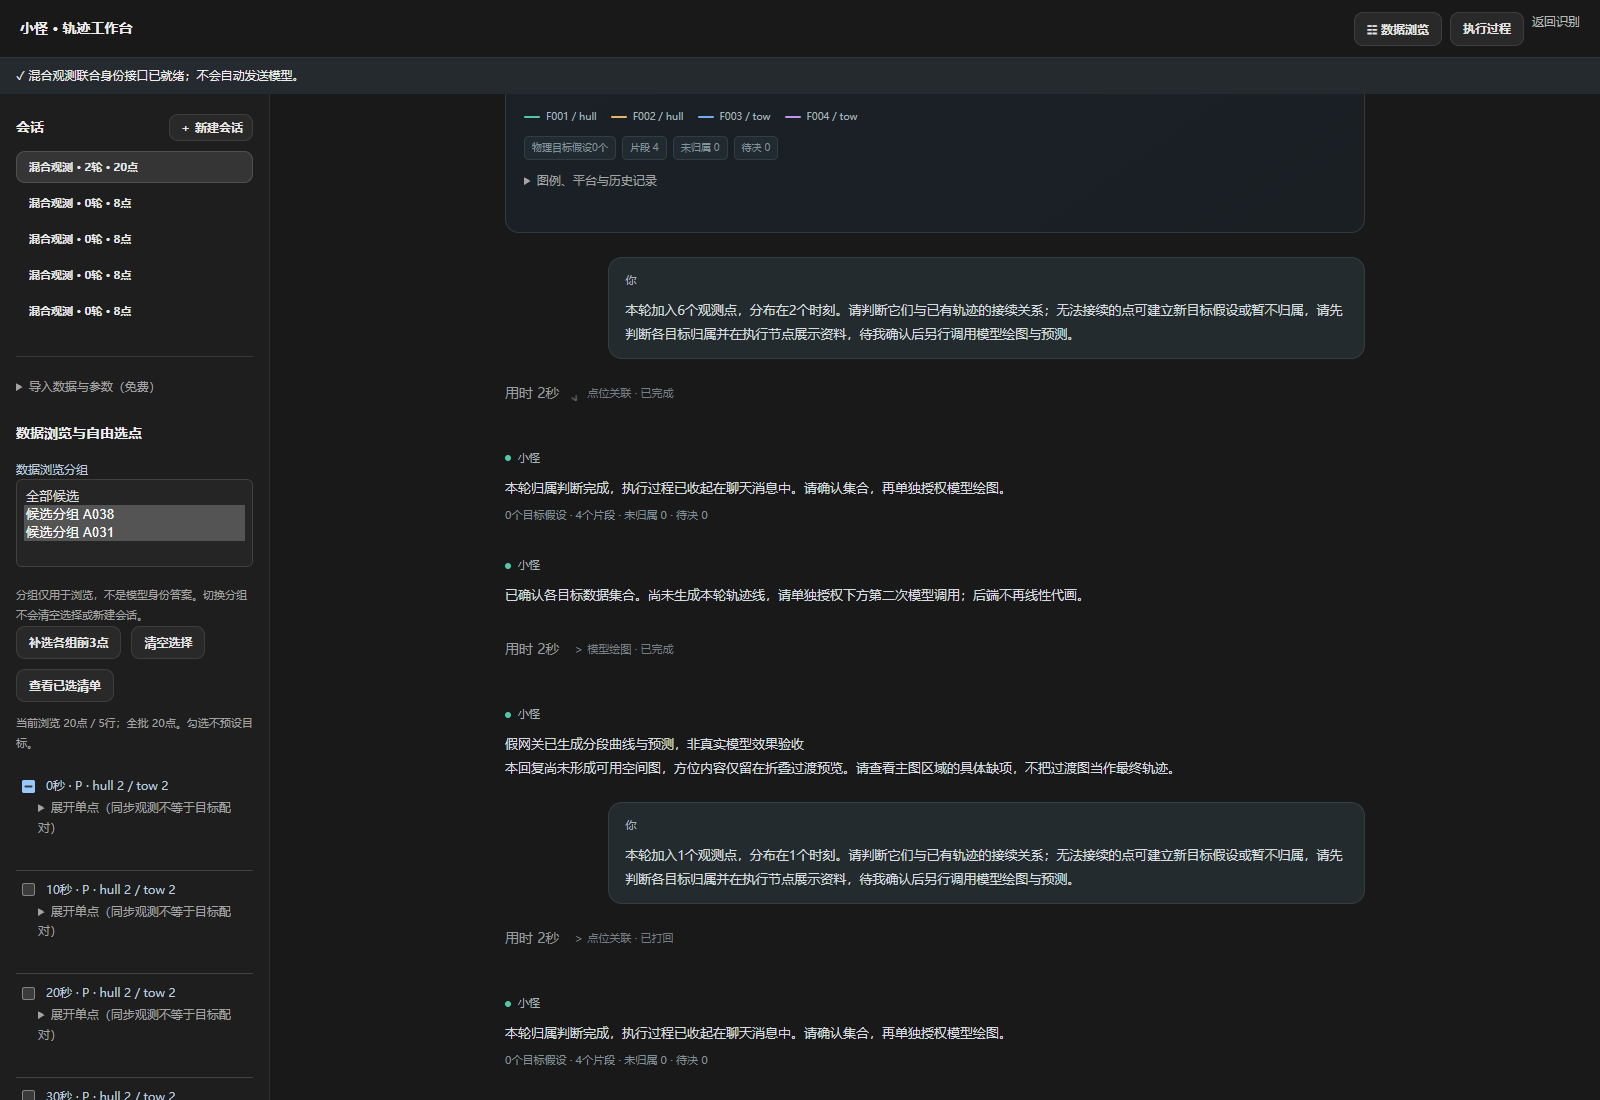 小怪 • 轨迹工作台
☷ 数据浏览
执行过程
返回识别
✓ 混合观测联合身份接口已就绪；不会自动发送模型。
会话
+ 新建会话
混合观测 • 2轮 • 20点
混合观测 • 0轮 • 8点
混合观测 • 0轮 • 8点
混合观测 • 0轮 • 8点
混合观测 • 0轮 • 8点
▶ 导入数据与参数（免费）
数据浏览与自由选点
数据浏览分组
全部候选
候选分组 A038
候选分组 A031
分组仅用于浏览，不是模型身份答案。切换分组
不会清空选择或新建会话。
补选各组前3点
清空选择
查看已选清单
当前浏览 20点 / 5行；全批 20点。勾选不预设目
标。
0秒 · P · hull 2 / tow 2
▶ 展开单点（同步观测不等于目标配
对）
10秒 · P · hull 2 / tow 2
▶ 展开单点（同步观测不等于目标配
对）
20秒 · P · hull 2 / tow 2
▶ 展开单点（同步观测不等于目标配
对）
30秒 · P · hull 2 / tow 2
F001 / hull
F002 / hull
F003 / tow
F004 / tow
物理目标假设0个
片段 4
未归属 0
待决 0
▶ 图例、平台与历史记录
你
本轮加入6个观测点，分布在2个时刻。请判断它们与已有轨迹的接续关系；无法接续的点可建立新目标假设或暂不归属，请先
判断各目标归属并在执行节点展示资料，待我确认后另行调用模型绘图与预测。
用时 2秒
点位关联 · 已完成
小怪
本轮归属判断完成，执行过程已收起在聊天消息中。请确认集合，再单独授权模型绘图。
0个目标假设 · 4个片段 · 未归属 0 · 待决 0
小怪
已确认各目标数据集合。尚未生成本轮轨迹线，请单独授权下方第二次模型调用；后端不再线性代画。
用时 2秒
> 模型绘图 · 已完成
小怪
假网关已生成分段曲线与预测，非真实模型效果验收
本回复尚未形成可用空间图，方位内容仅留在折叠过渡预览。请查看主图区域的具体缺项，不把过渡图当作最终轨迹。
你
本轮加入1个观测点，分布在1个时刻。请判断它们与已有轨迹的接续关系；无法接续的点可建立新目标假设或暂不归属，请先
判断各目标归属并在执行节点展示资料，待我确认后另行调用模型绘图与预测。
用时 2秒
> 点位关联 · 已打回
小怪
本轮归属判断完成，执行过程已收起在聊天消息中。请确认集合，再单独授权模型绘图。
0个目标假设 · 4个片段 · 未归属 0 · 待决 0